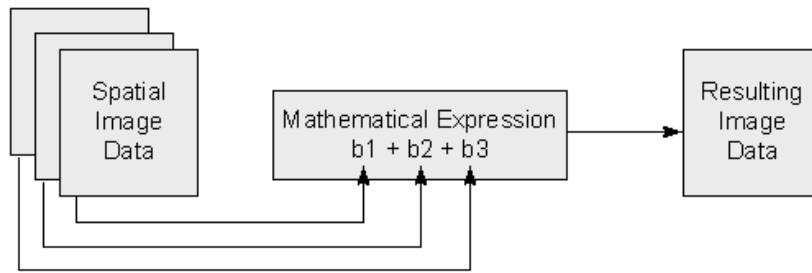 Spatial
Image
Data
Mathematical Expression
b1 + b2 + b3
Resulting
Image
Data